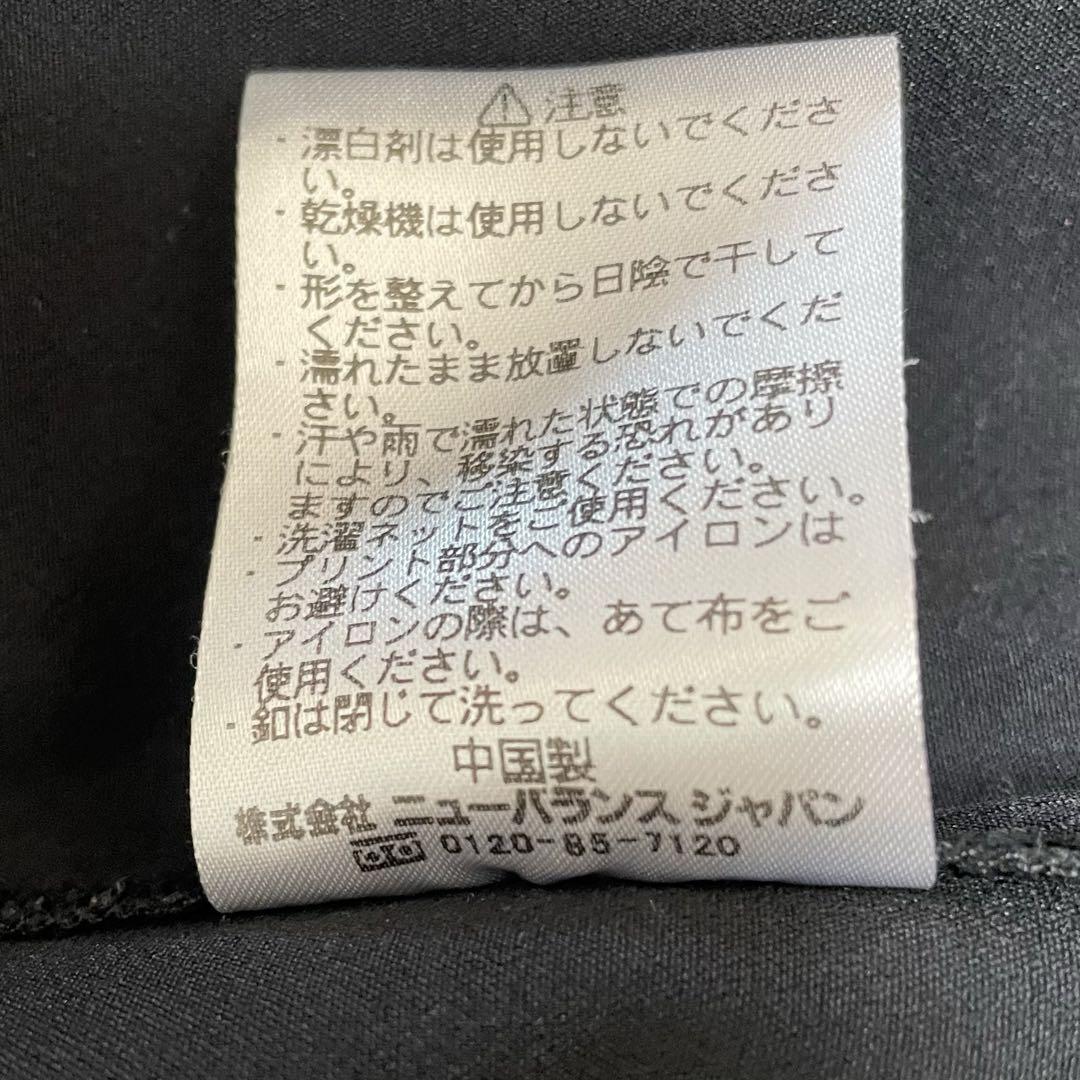 ⚠注意
・漂白剤は使用しないでくださ
い。
・乾燥機は使用しないでくださ
い。
・形を整えてから日陰で干して
ください。
・濡れたまま放置しないでくだ
さい。
・汗や雨で濡れた状態での摩擦
により、移染する恐れがあり
ますのでご注意ください。
・洗濯ネットをご使用ください。
・プリント部分へのアイロンは
お避けください。
・アイロンの際は、あて布をご
使用ください。
・釦は閉じて洗ってください。
中国製
株式会社 ニューバランス ジャパン
0120-85-7120